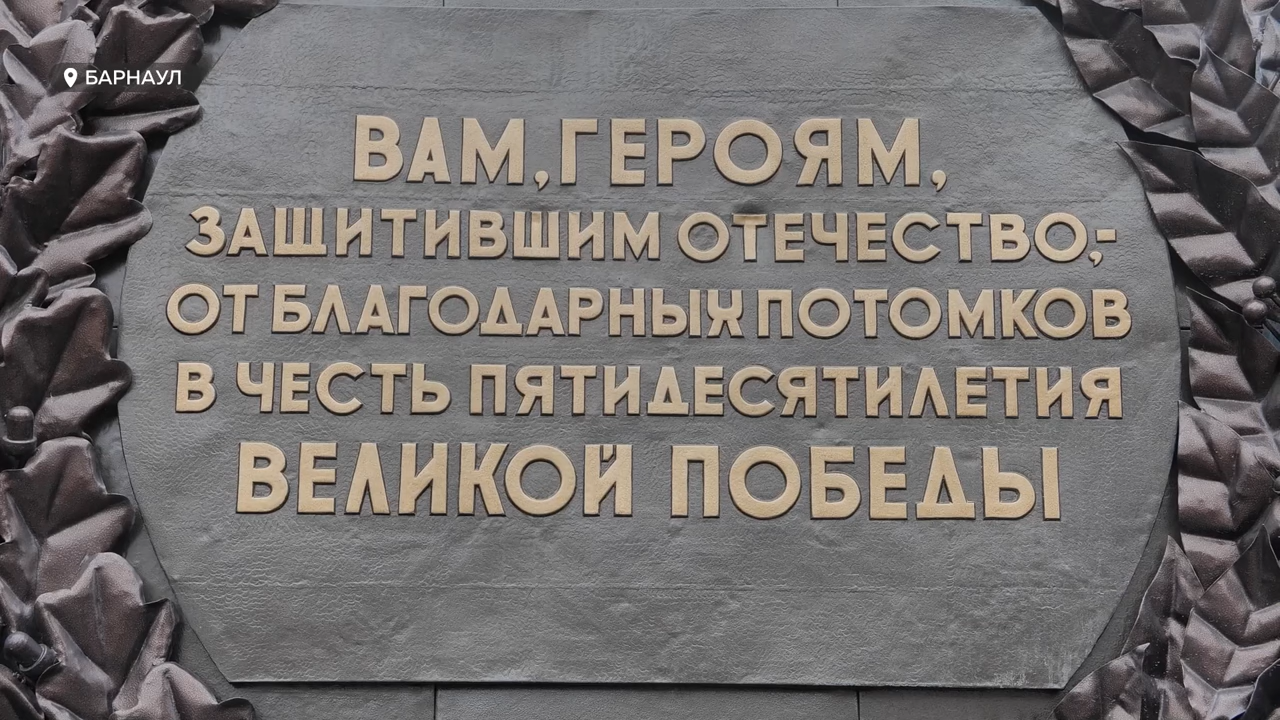 БАРНАУЛ
ВАМ, ГЕРОЯМ,
ЗАЩИТИВШИМ ОТЕЧЕСТВО,-
ОТ БЛАГОДАРНЫХ ПОТОМКОВ
В ЧЕСТЬ ПЯТИДЕСЯТИЛЕТИЯ
ВЕЛИКОЙ ПОБЕДЫ